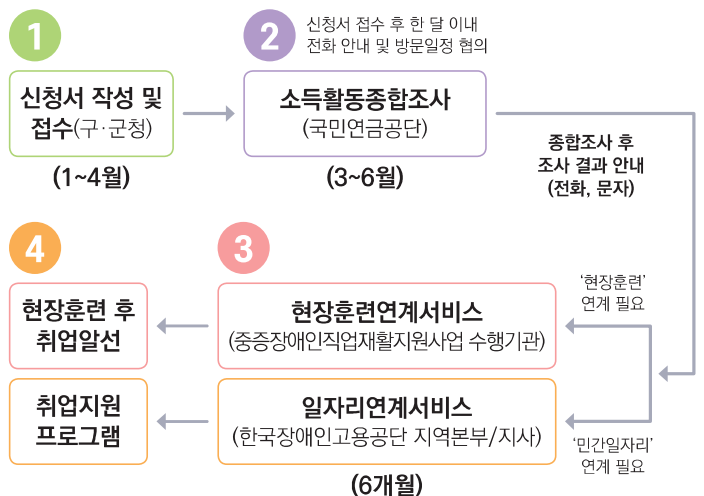 1
신청서 작성 및
접수(구·군청)
(1~4월)
2
신청서 접수 후 한 달 이내
전화 안내 및 방문일정 협의
소득활동종합조사
(국민연금공단)
(3~6월)
종합조사 후
조사 결과 안내
(전화, 문자)
3
‘현장훈련’
연계 필요
현장훈련연계서비스
(중증장애인직업재활지원사업 수행기관)
일자리연계서비스
(한국장애인고용공단 지역본부/지사)
‘민간일자리’
연계 필요
(6개월)
4
현장훈련 후
취업알선
취업지원
프로그램